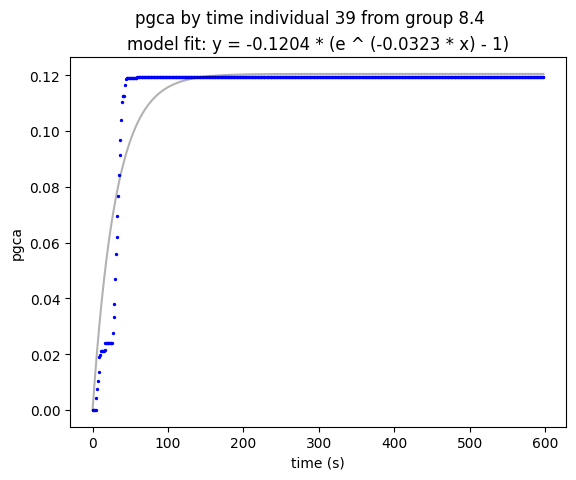 pgca by time individual 39 from group 8.4
model fit: y = -0.1204 * (e ^ (-0.0323 * x) - 1)
0.12
0.10
0.08
0.06
0.04
0.02
0.00
pgca
0 100 200 300 400 500 600
time (s)